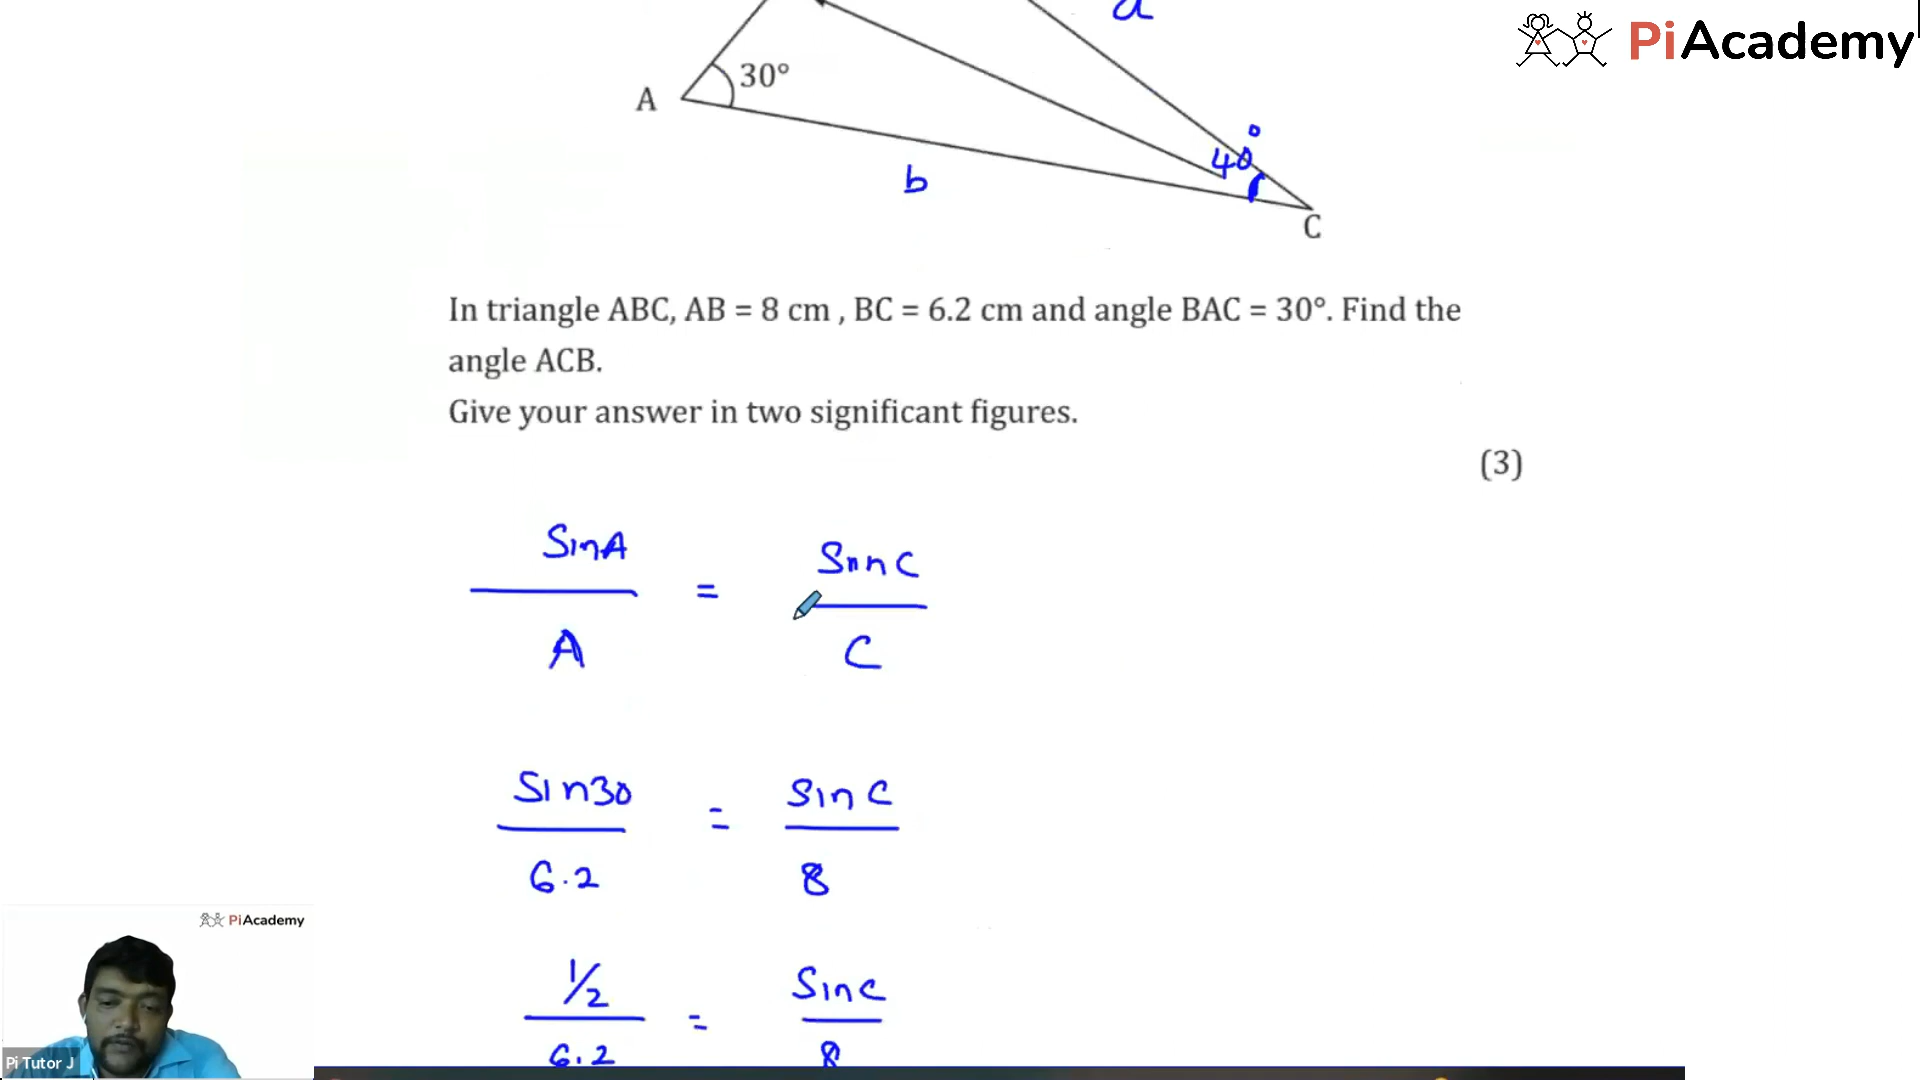 a
PiAcademy
30°
A
40°
b
C
In triangle ABC, AB = 8 cm , BC = 6.2 cm and angle BAC = 30°. Find the
angle ACB.
Give your answer in two significant figures.
(3)
SinA = SinC
A C
Sin30 = SinC
6.2 8
PiAcademy
1/2 = SinC
6.2 8
Pi Tutor J